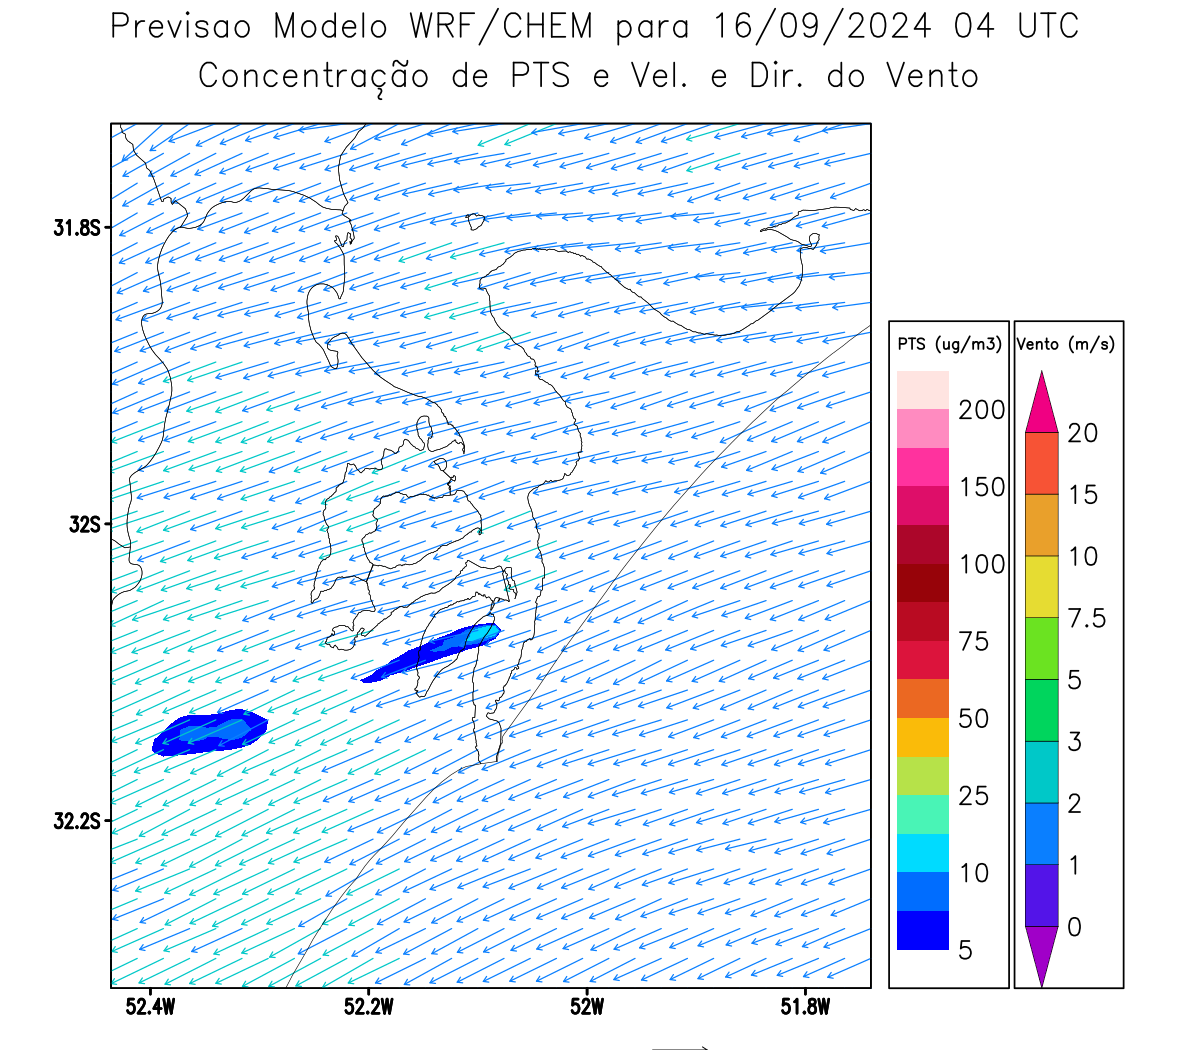 Previsao Modelo WRF/CHEM para 16/09/2024 04 UTC
Concentração de PTS e Vel. e Dir. do Vento
31.8S
32S
32.2S
52.4W
52.2W
52W
51.8W
PTS (ug/m3)
200
150
100
75
50
25
10
5
Vento (m/s)
20
15
10
7.5
5
3
2
1
0